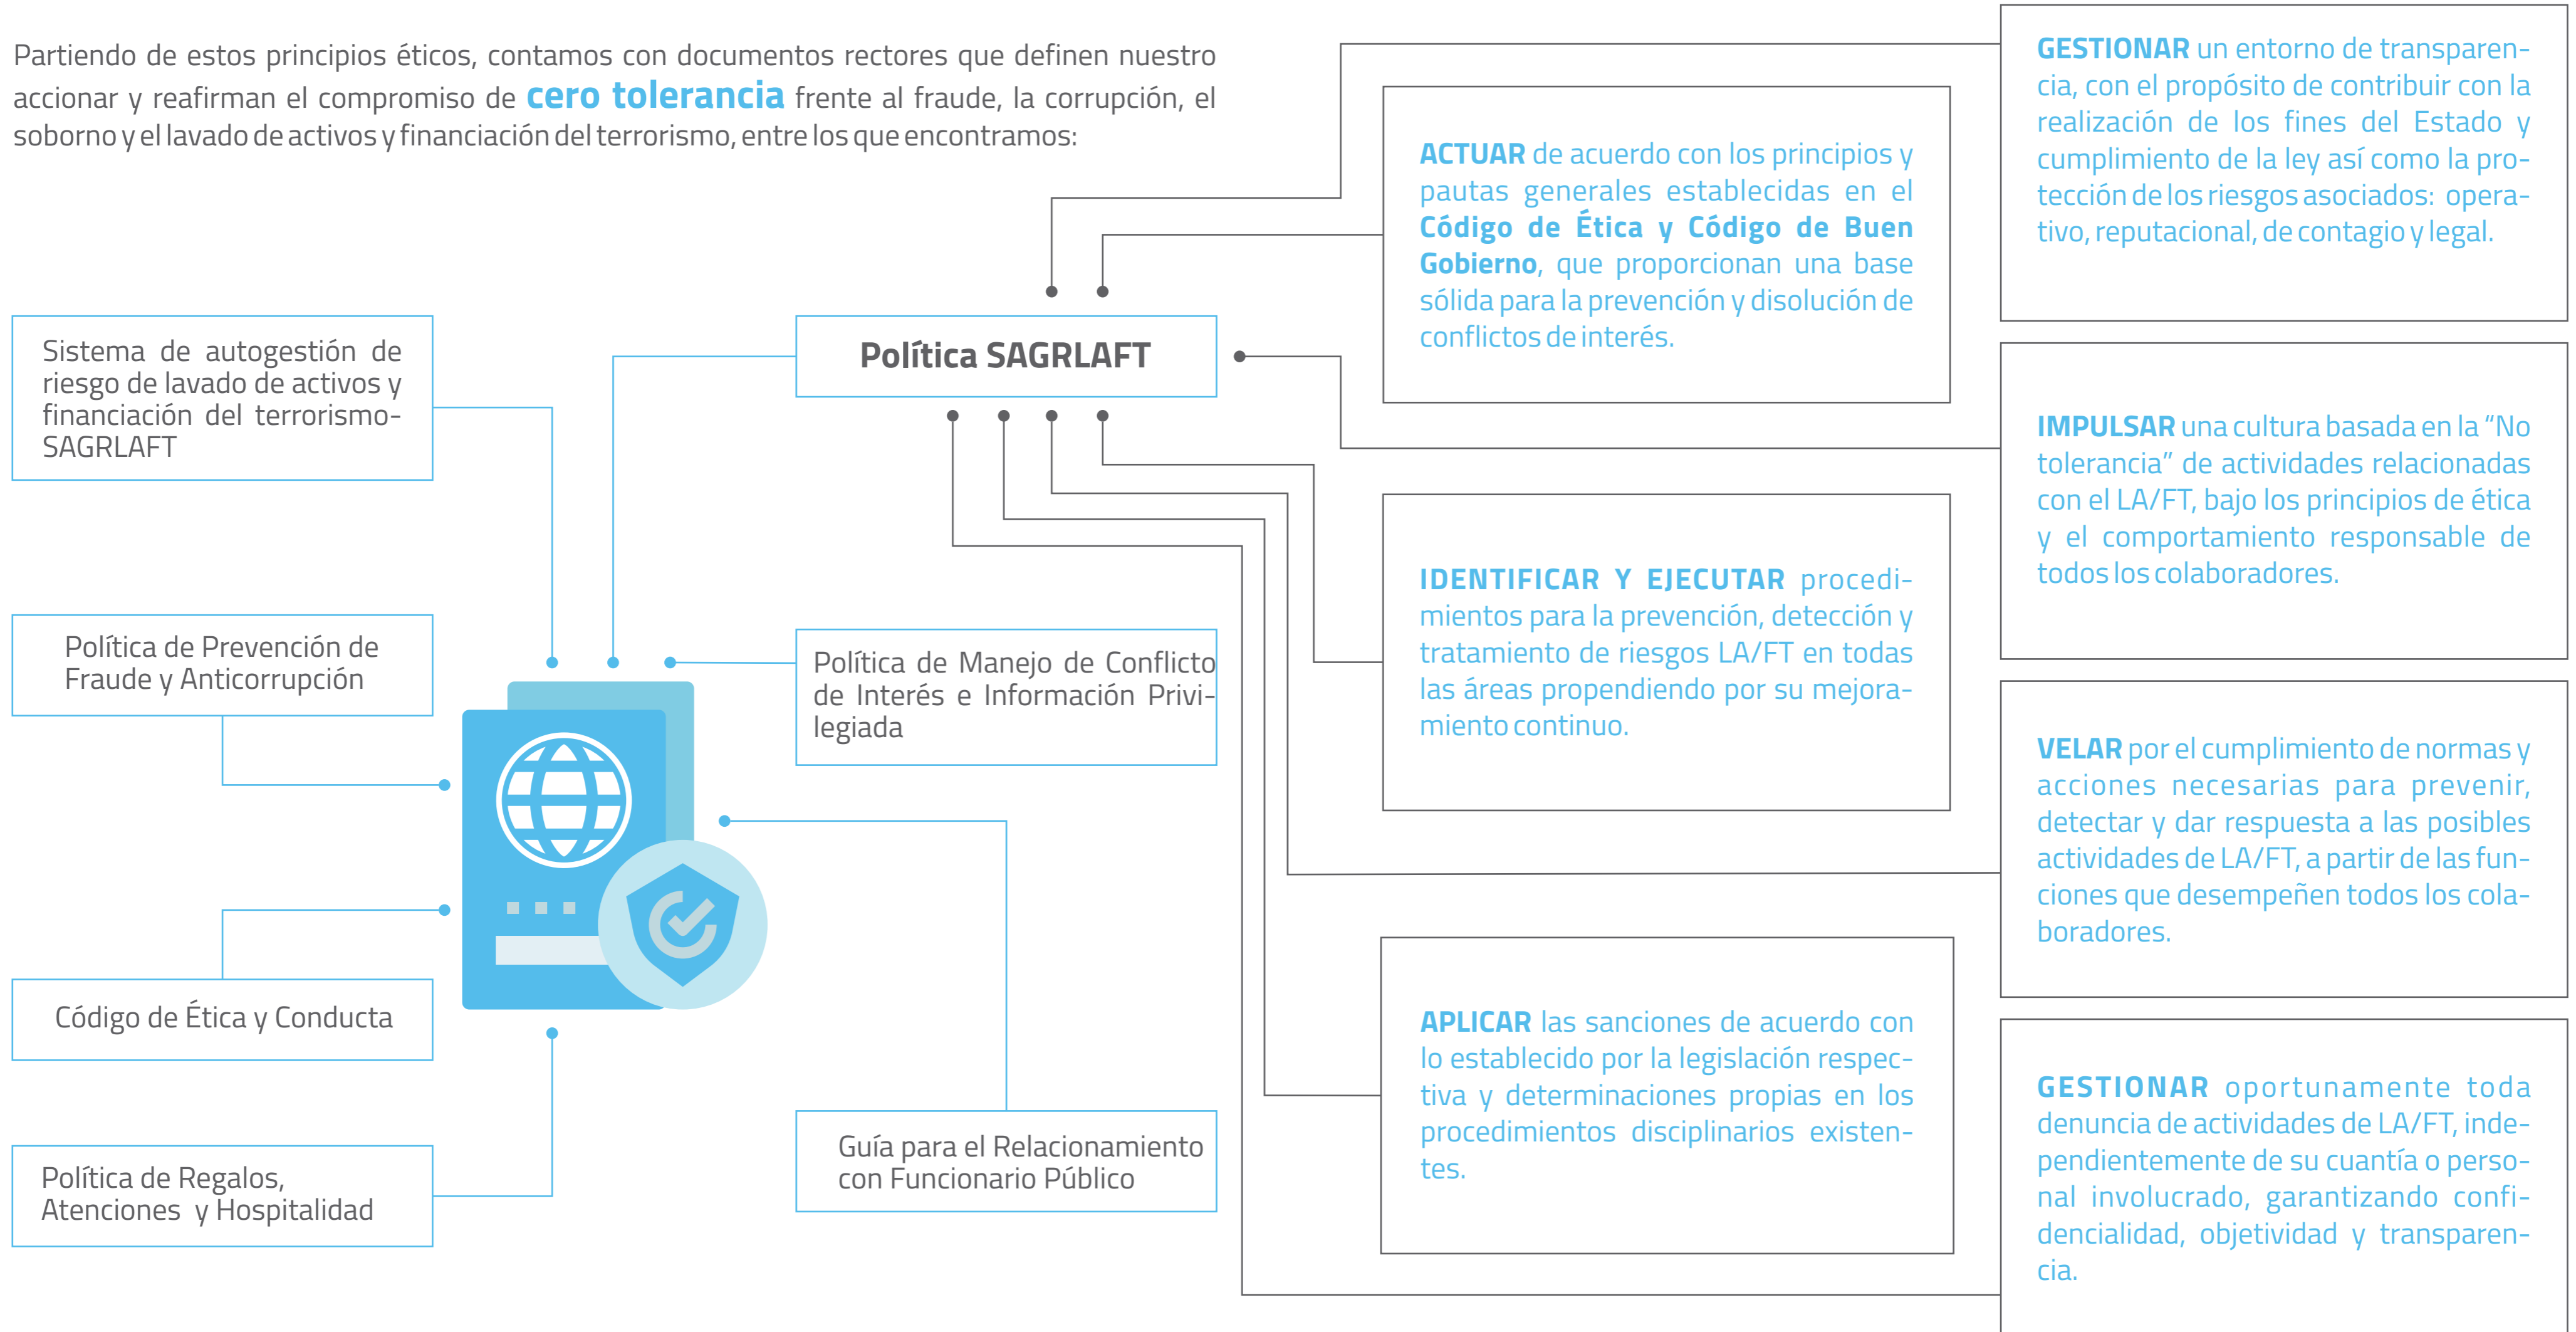 Partiendo de estos principios éticos, contamos con documentos rectores que definen nuestro
accionar y reafirman el compromiso de cero tolerancia frente al fraude, la corrupción, el
soborno y el lavado de activos y financiación del terrorismo, entre los que encontramos:
Sistema de autogestión de
riesgo de lavado de activos y
financiación del terrorismo-
SAGRLAFT
Política de Prevención de
Fraude y Anticorrupción
Código de Ética y Conducta
Política de Regalos,
Atenciones y Hospitalidad
Política SAGRLAFT
Política de Manejo de Conflicto
de Interés e Información Privi-
legiada
Guía para el Relacionamiento
con Funcionario Público
ACTUAR de acuerdo con los principios y
pautas generales establecidas en el
Código de Ética y Código de Buen
Gobierno, que proporcionan una base
sólida para la prevención y disolución de
conflictos de interés.
IDENTIFICAR Y EJECUTAR procedi-
mientos para la prevención, detección y
tratamiento de riesgos LA/FT en todas
las áreas propendiendo por su mejora-
miento continuo.
APLICAR las sanciones de acuerdo con
lo establecido por la legislación respec-
tiva y determinaciones propias en los
procedimientos disciplinarios existen-
tes.
GESTIONAR un entorno de transparen-
cia, con el propósito de contribuir con la
realización de los fines del Estado y
cumplimiento de la ley así como la pro-
tección de los riesgos asociados: opera-
tivo, reputacional, de contagio y legal.
IMPULSAR una cultura basada en la “No
tolerancia” de actividades relacionadas
con el LA/FT, bajo los principios de ética
y el comportamiento responsable de
todos los colaboradores.
VELAR por el cumplimiento de normas y
acciones necesarias para prevenir,
detectar y dar respuesta a las posibles
actividades de LA/FT, a partir de las fun-
ciones que desempeñen todos los cola-
boradores.
GESTIONAR oportunamente toda
denuncia de actividades de LA/FT, inde-
pendientemente de su cuantía o perso-
nal involucrado, garantizando confi-
dencialidad, objetividad y transparen-
cia.